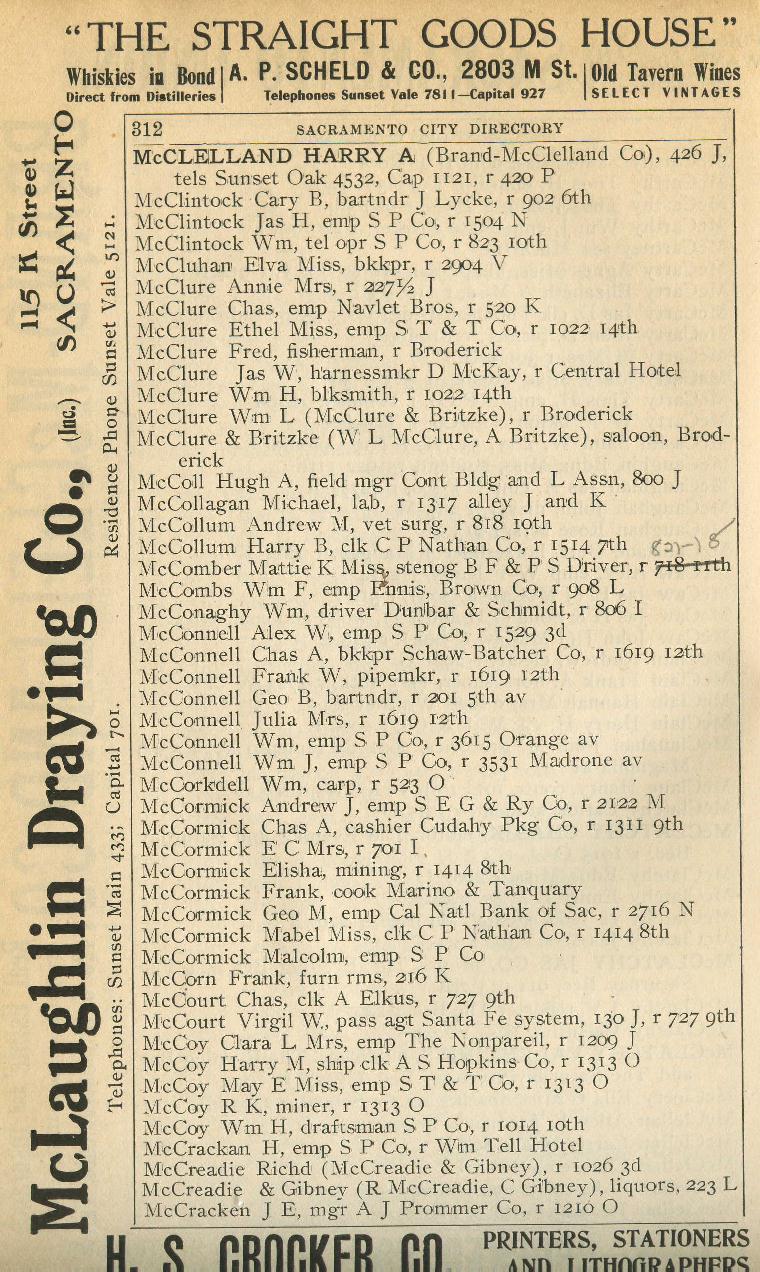 "THE STRAIGHT GOODS HOUSE"
Whiskies in Bond | A. P. SCHELD & CO., 2803 M St. | Old Tavern Wines
Direct from Distilleries | Telephones Sunset Vale 7811—Capital 927 | SELECT VINTAGES
115 K Street
SACRAMENTO
McLaughlin Draying Co., (Inc.)
Telephones: Sunset Main 433; Capital 701. Residence Phone Sunset Vale 5121.
312 SACRAMENTO CITY DIRECTORY
McCLELLAND HARRY A (Brand-McClelland Co), 426 J,
tels Sunset Oak 4532, Cap 1121, r 420 P
McClintock Cary B, bartndr J Lycke, r 902 6th
McClintock Jas H, emp S P Co, r 1504 N
McClintock Wm, tel opr S P Co, r 823 10th
McCluhan Elva Miss, bkkpr, r 2904 V
McClure Annie Mrs, r 227½ J
McClure Chas, emp Navlet Bros, r 520 K
McClure Ethel Miss, emp S T & T Co, r 1022 14th
McClure Fred, fisherman, r Broderick
McClure Jas W, harnessmkr D McKay, r Central Hotel
McClure Wm H, blksmith, r 1022 14th
McClure Wm L (McClure & Britzke), r Broderick
McClure & Britzke (W L McClure, A Britzke), saloon, Brod-
erick
McColl Hugh A, field mgr Cont Bldg and L Assn, 800 J
McCollagan Michael, lab, r 1317 alley J and K
McCollum Andrew M, vet surg, r 818 10th
McCollum Harry B, clk C P Nathan Co, r 1514 7th 821-18
McComber Mattie K Miss, stenog B F & P S Driver, r 718 11th
McCombs Wm F, emp Ennis, Brown Co, r 908 L
McConaghy Wm, driver Dunbar & Schmidt, r 806 I
McConnell Alex W, emp S P Co, r 1529 3d
McConnell Chas A, bkkpr Schaw-Batcher Co, r 1619 12th
McConnell Frank W, pipemkr, r 1619 12th
McConnell Geo B, bartndr, r 201 5th av
McConnell Julia Mrs, r 1619 12th
McConnell Wm, emp S P Co, r 3615 Orange av
McConnell Wm J, emp S P Co, r 3531 Madrone av
McCorkdell Wm, carp, r 523 O
McCormick Andrew J, emp S E G & Ry Co, r 2122 M
McCormick Chas A, cashier Cudahy Pkg Co, r 1311 9th
McCormick E C Mrs, r 701 I
McCormick Elisha, mining, r 1414 8th
McCormick Frank, cook Marino & Tanquary
McCormick Geo M, emp Cal Natl Bank of Sac, r 2716 N
McCormick Mabel Miss, clk C P Nathan Co, r 1414 8th
McCormick Malcolm, emp S P Co
McCorn Frank, furn rms, 216 K
McCourt Chas, clk A Elkus, r 727 9th
McCourt Virgil W, pass agt Santa Fe system, 130 J, r 727 9th
McCoy Clara L Mrs, emp The Nonpareil, r 1209 J
McCoy Harry M, ship clk A S Hopkins Co, r 1313 O
McCoy May E Miss, emp S T & T Co, r 1313 O
McCoy R K, miner, r 1313 O
McCoy Wm H, draftsman S P Co, r 1014 10th
McCrackan H, emp S P Co, r Wm Tell Hotel
McCreadie Richd (McCreadie & Gibney), r 1026 3d
McCreadie & Gibney (R McCreadie, C Gibney), liquors, 223 L
McCracken J E, mgr A J Prommer Co, r 1210 O
H. S. CROCKER CO. PRINTERS, STATIONERS
AND LITHOGRAPHERS